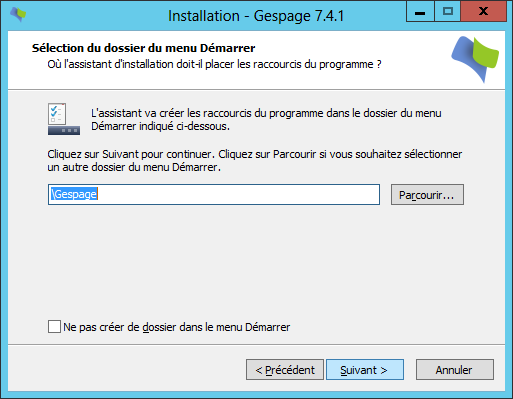 Installation - Gespage 7.4.1
Sélection du dossier du menu Démarrer
Où l'assistant d'installation doit-il placer les raccourcis du programme ?
L'assistant va créer les raccourcis du programme dans le dossier du menu
Démarrer indiqué ci-dessous.
Cliquez sur Suivant pour continuer. Cliquez sur Parcourir si vous souhaitez sélectionner
un autre dossier du menu Démarrer.
\Gespage
Parcourir...
Ne pas créer de dossier dans le menu Démarrer
< Précédent
Suivant >
Annuler